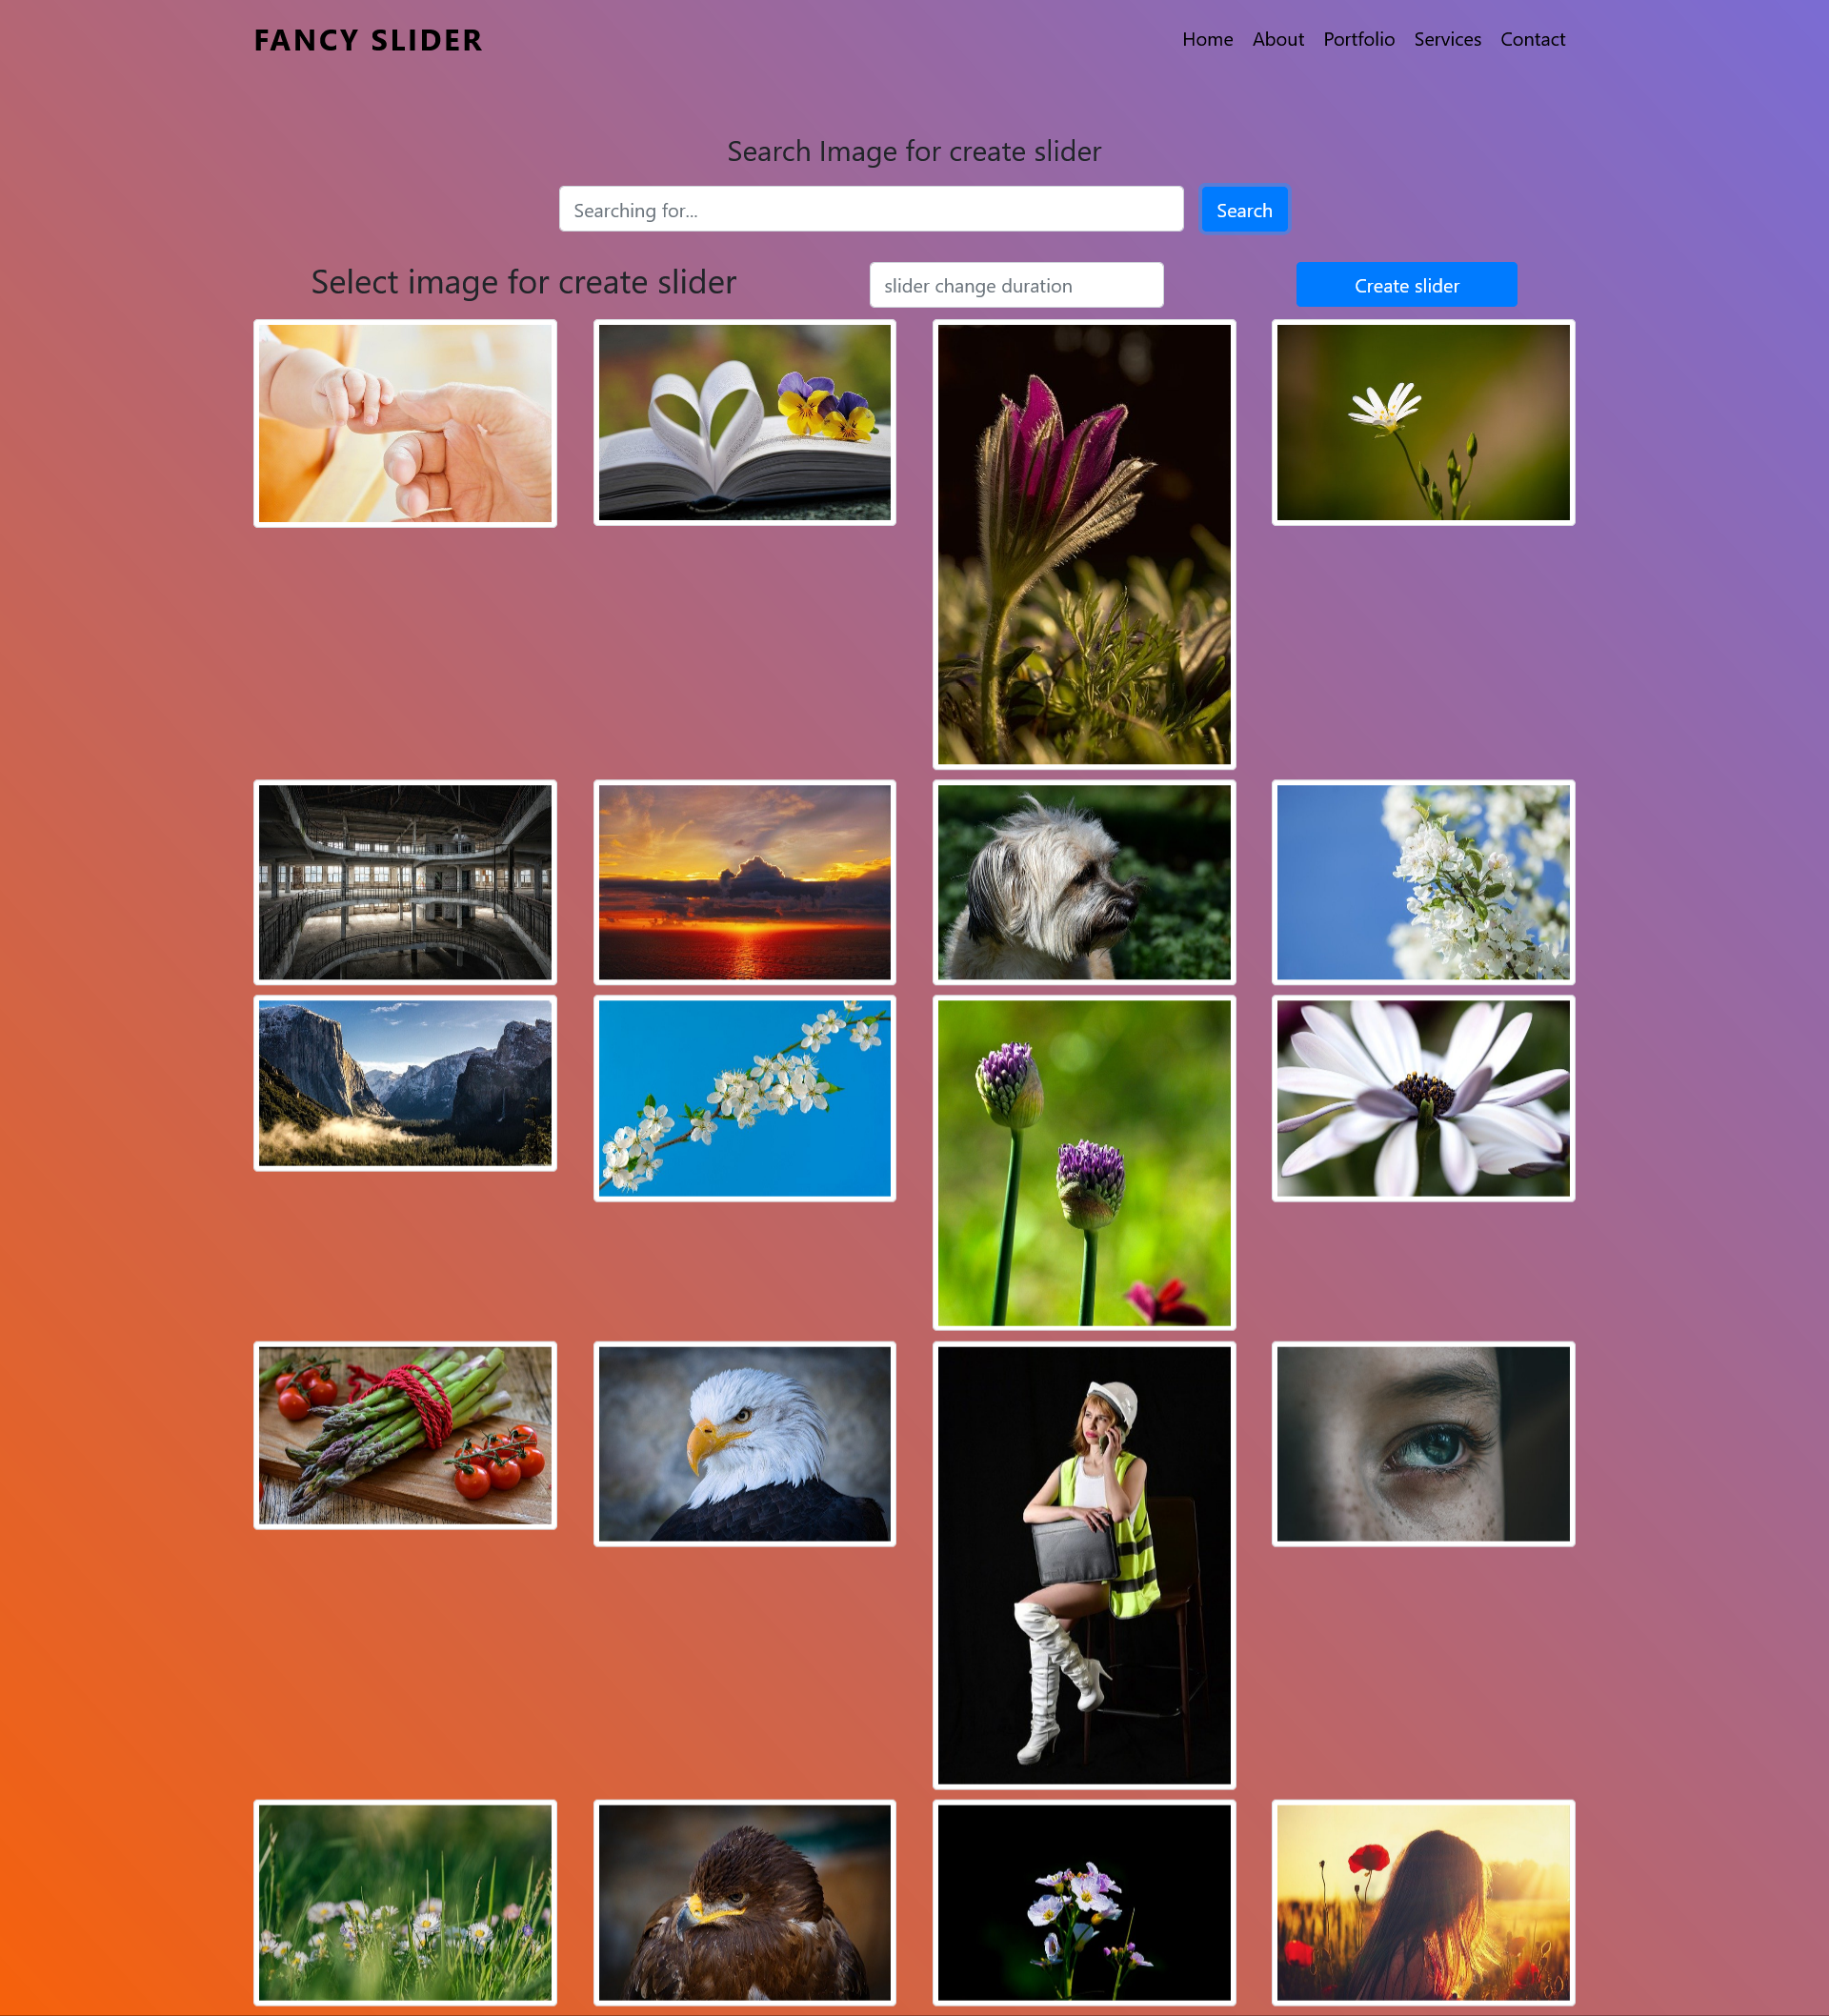 FANCY SLIDER
Home About Portfolio Services Contact
Search Image for create slider
Searching for... Search
Select image for create slider slider change duration Create slider